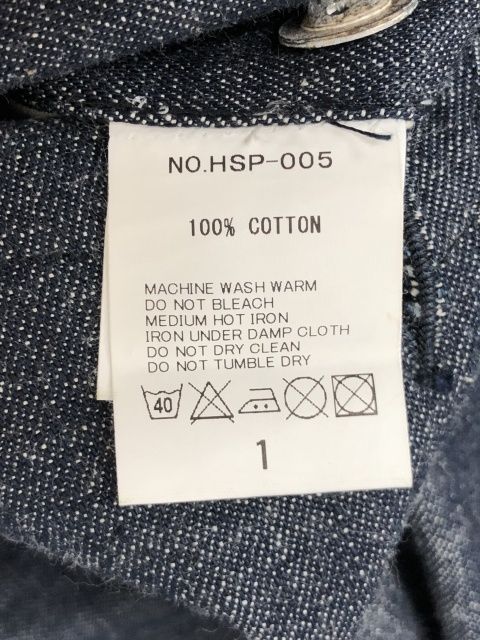 NO.HSP-005
100% COTTON
MACHINE WASH WARM
DO NOT BLEACH
MEDIUM HOT IRON
IRON UNDER DAMP CLOTH
DO NOT DRY CLEAN
DO NOT TUMBLE DRY
40
1